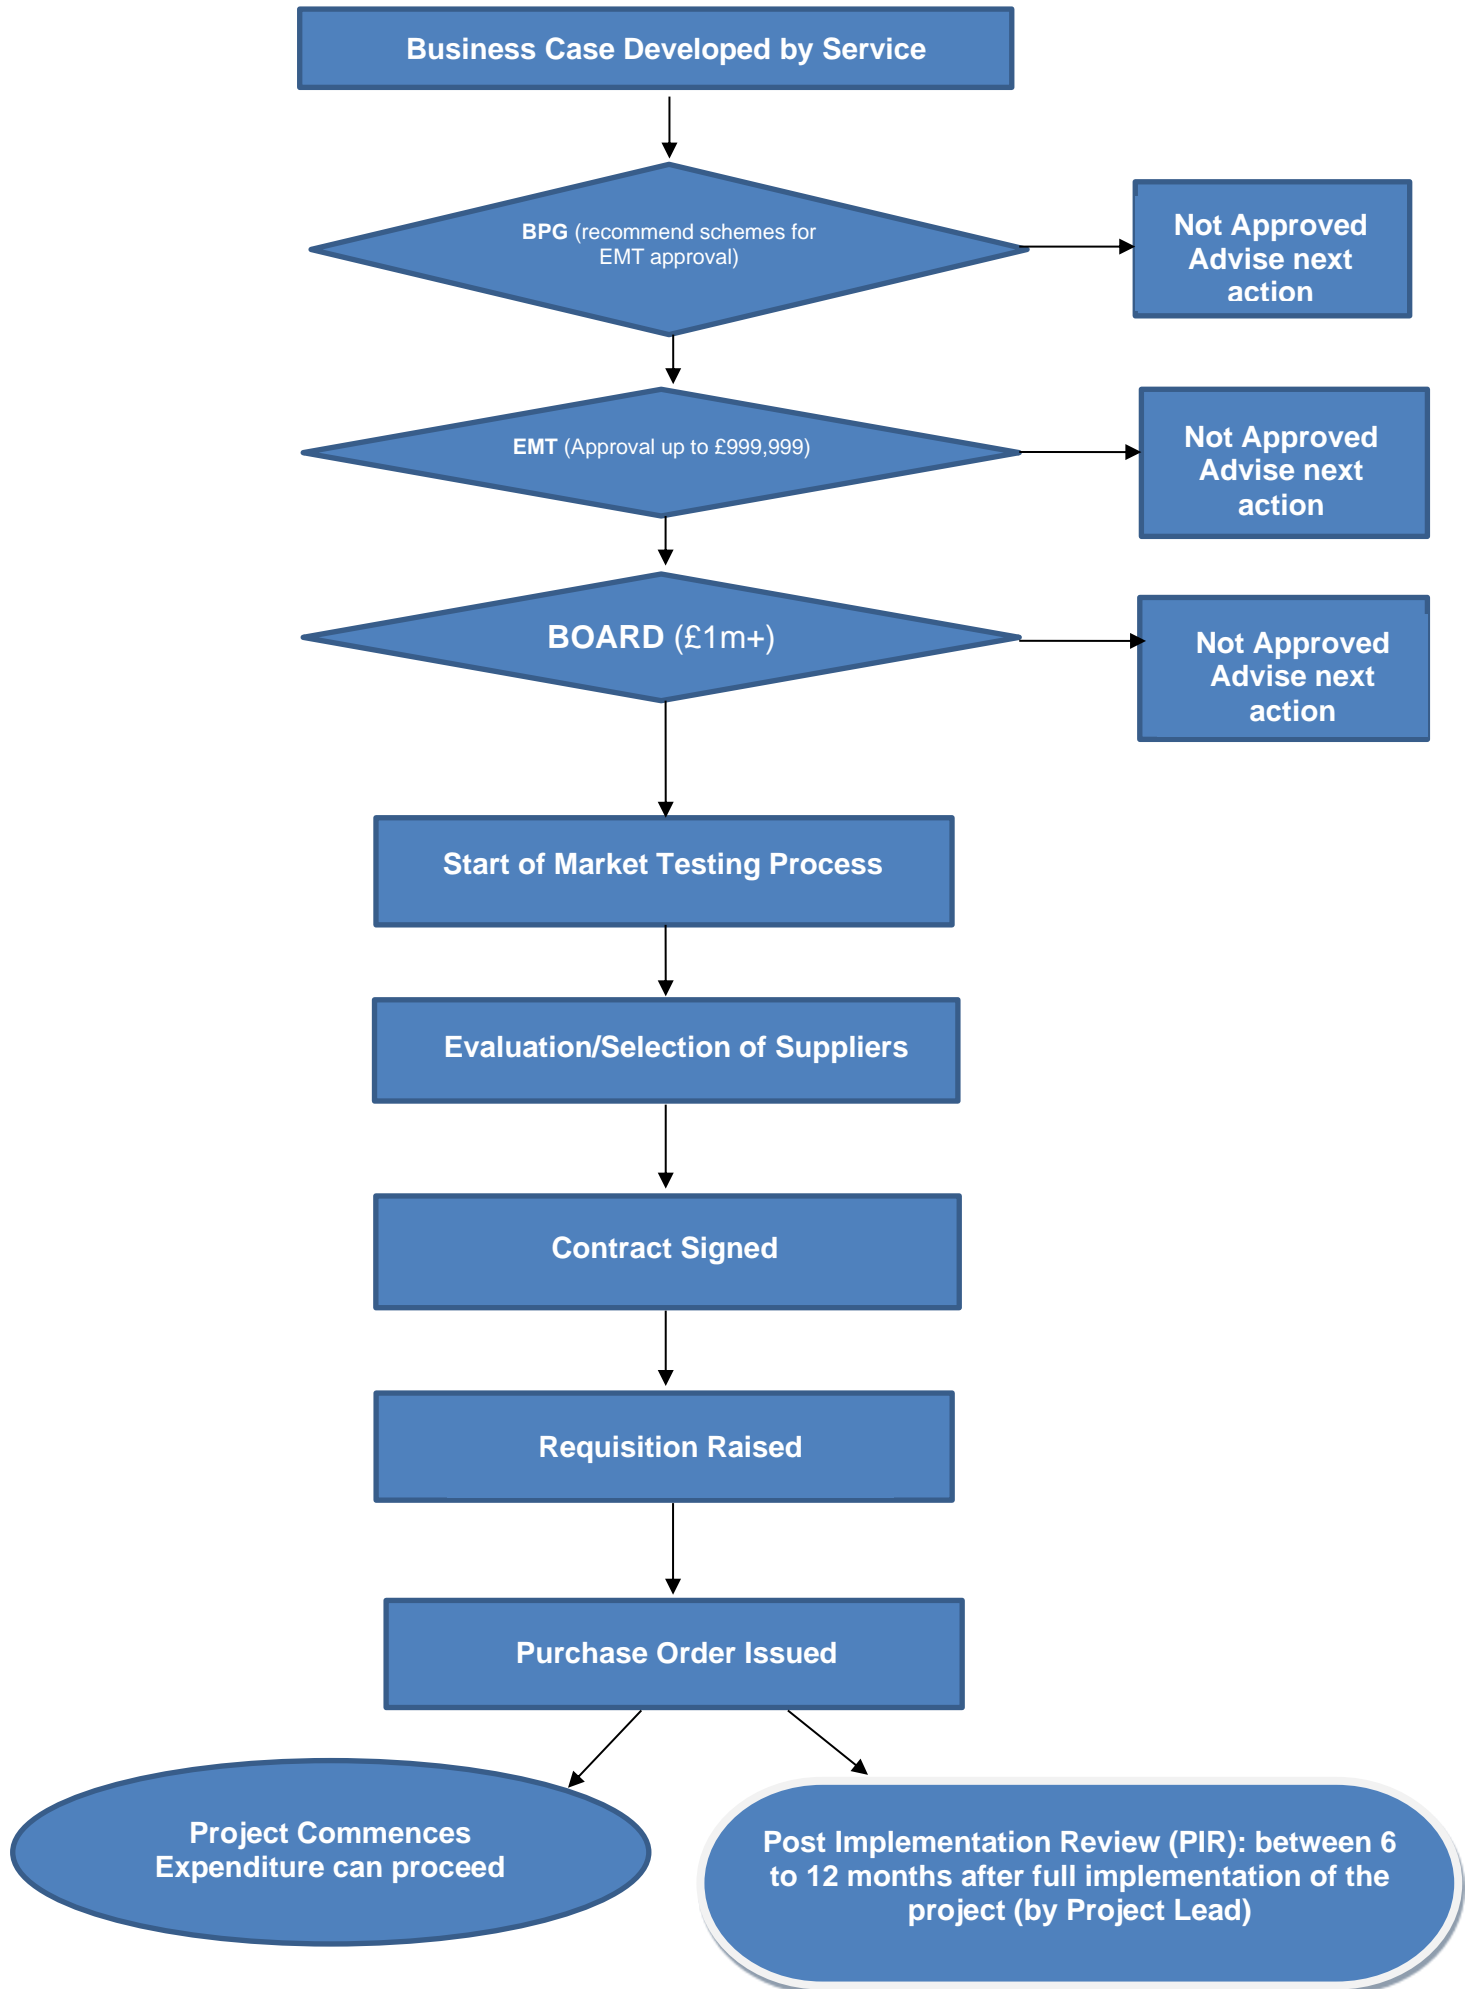 Business Case Developed by Service
BPG (recommend schemes for
EMT approval)
Not Approved
Advise next
action
EMT (Approval up to £999,999)
Not Approved
Advise next
action
BOARD (£1m+)
Not Approved
Advise next
action
Start of Market Testing Process
Evaluation/Selection of Suppliers
Contract Signed
Requisition Raised
Purchase Order Issued
Project Commences
Expenditure can proceed
Post Implementation Review (PIR): between 6
to 12 months after full implementation of the
project (by Project Lead)